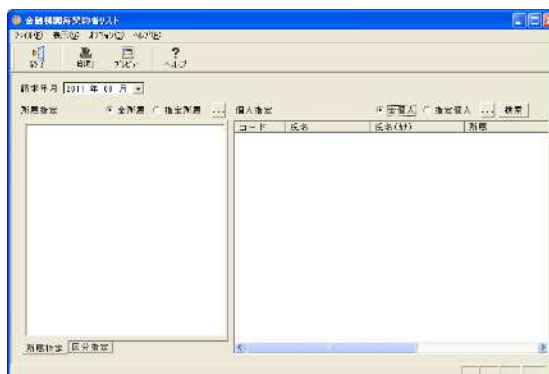 金融機関毎契約者リスト
ファイル(F) 表示(V) オプション(O) ヘルプ(H)
終了 印刷 プレビュー ヘルプ
請求年月 2011 年 01 月
所属指定 全所属 指定所属 ... 個人指定 全個人 指定個人 ... 検索
コード 氏名 氏名(カナ) 所属
所属指定 区分指定